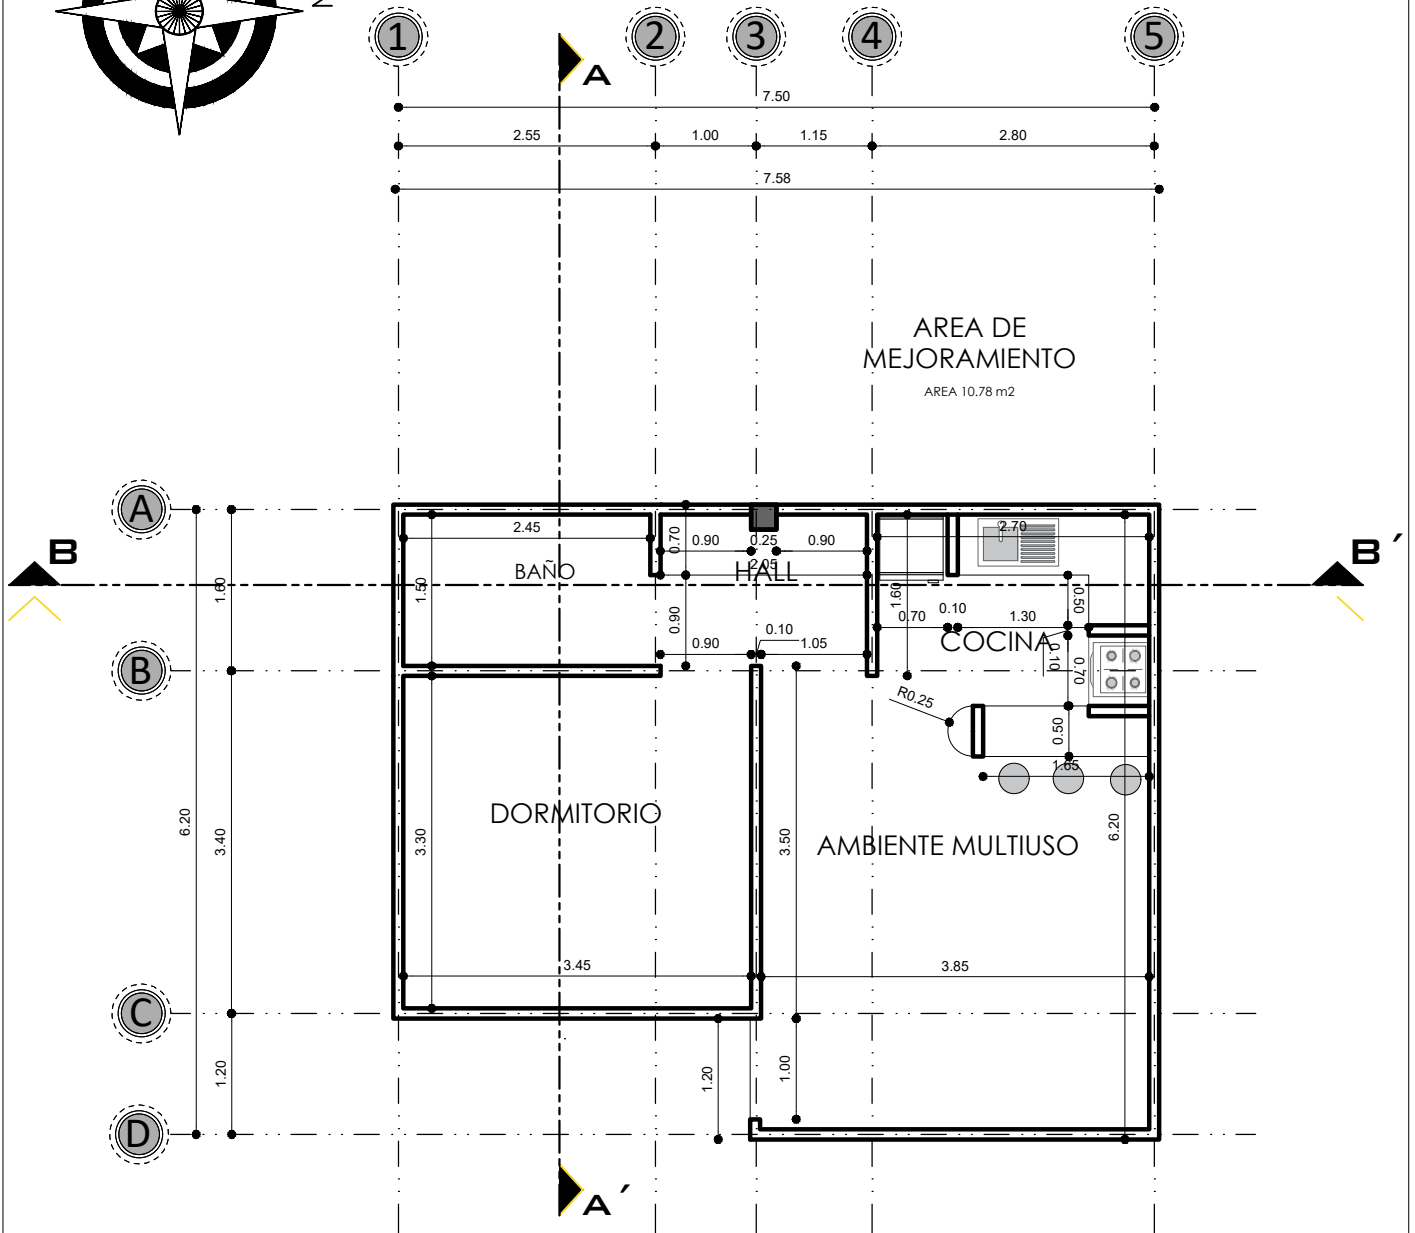 Z
1 2 3 4 5
A
7.50
2.55 1.00 1.15 2.80
7.58
AREA DE
MEJORAMIENTO
AREA 10.78 m2
A
2.45
0.70
0.90 0.25 0.90
2.70
B
B´
BAÑO
2.05
HALL
1.60
1.50
1.60
0.50
0.90
0.90
0.10
1.05
0.70 0.10 1.30
COCINA
0.10
0.70
B
R0.25
0.50
1.65
DORMITORIO
6.20
3.40
3.30
3.50
AMBIENTE MULTIUSO
6.20
3.45
3.85
C
1.20
1.20
1.00
D
A´